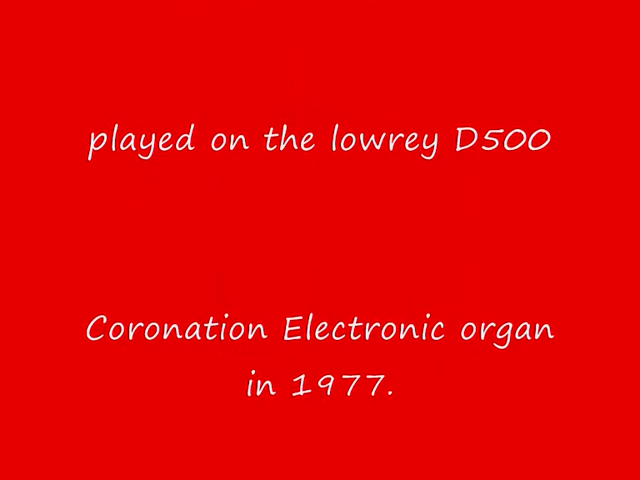 played on the lowrey D500
Coronation Electronic organ
in 1977.